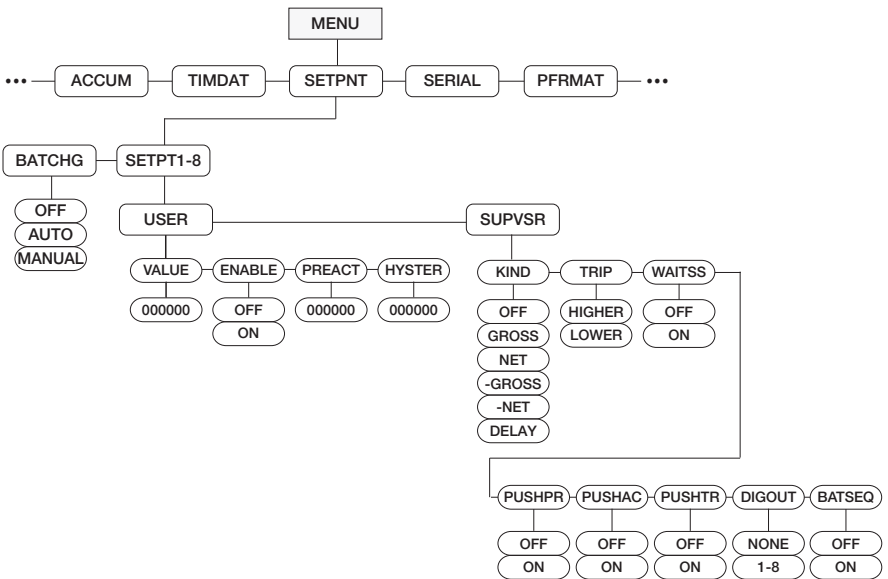 MENU
••• ACCUM TIMDAT SETPNT SERIAL PFRMAT •••
BATCHG SETPT1-8
OFF
AUTO
MANUAL
USER SUPVSR
VALUE ENABLE PREACT HYSTER
000000 OFF 000000 000000
ON
KIND TRIP WAITSS
OFF HIGHER OFF
GROSS LOWER ON
NET
-GROSS
-NET
DELAY
PUSHPR PUSHAC PUSHTR DIGOUT BATSEQ
OFF OFF OFF NONE OFF
ON ON ON 1-8 ON